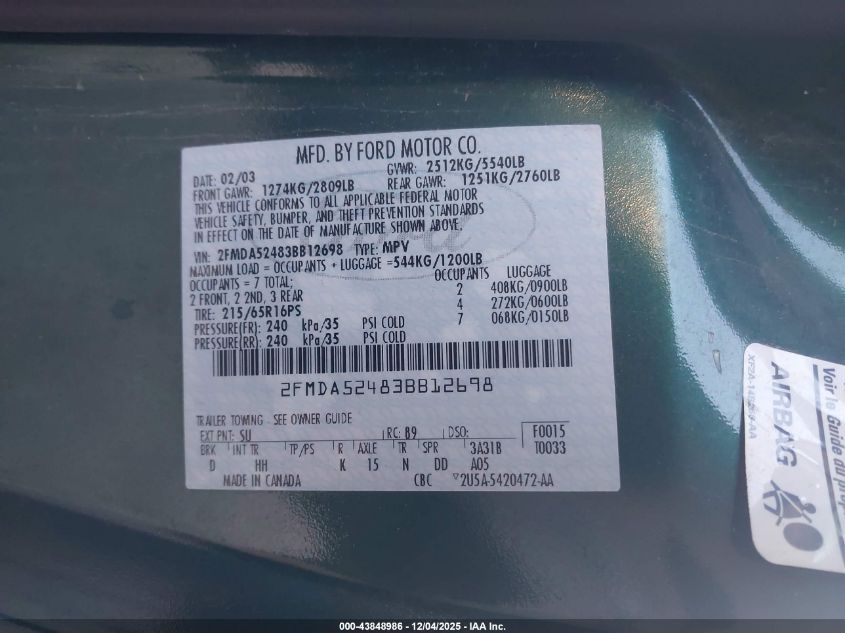 MFD. BY FORD MOTOR CO.
DATE: 02/03 GVWR: 2512KG/5540LB
FRONT GAWR: 1274KG/2809LB REAR GAWR: 1251KG/2760LB
THIS VEHICLE CONFORMS TO ALL APPLICABLE FEDERAL MOTOR
VEHICLE SAFETY, BUMPER, AND THEFT PREVENTION STANDARDS
IN EFFECT ON THE DATE OF MANUFACTURE SHOWN ABOVE.
VIN: 2FMDA52483BB12698 TYPE: MPV
MAXIMUM LOAD = OCCUPANTS + LUGGAGE =544KG/1200LB
OCCUPANTS = 7 TOTAL; OCCUPANTS LUGGAGE
2 FRONT, 2 2ND, 3 REAR 2 408KG/0900LB
TIRE: 215/65R16PS 4 272KG/0600LB
PRESSURE(FR) 240 kPa/35 PSI COLD 7 068KG/0150LB
PRESSURE(RR) 240 kPa/35 PSI COLD
2FMDA52483BB12698
TRAILER TOWING - SEE OWNER GUIDE
EXT PNT: SU RC: B9 DSO: F0015
BRK INT TR TP/PS R AXLE TR SPR 3A31B T0033
D HH K 15 N DD A05
MADE IN CANADA CBC 2U5A-5420472-AA
AIRBAG
Voir le Guide du
000-43848986 - 12/04/2025 - IAA Inc.